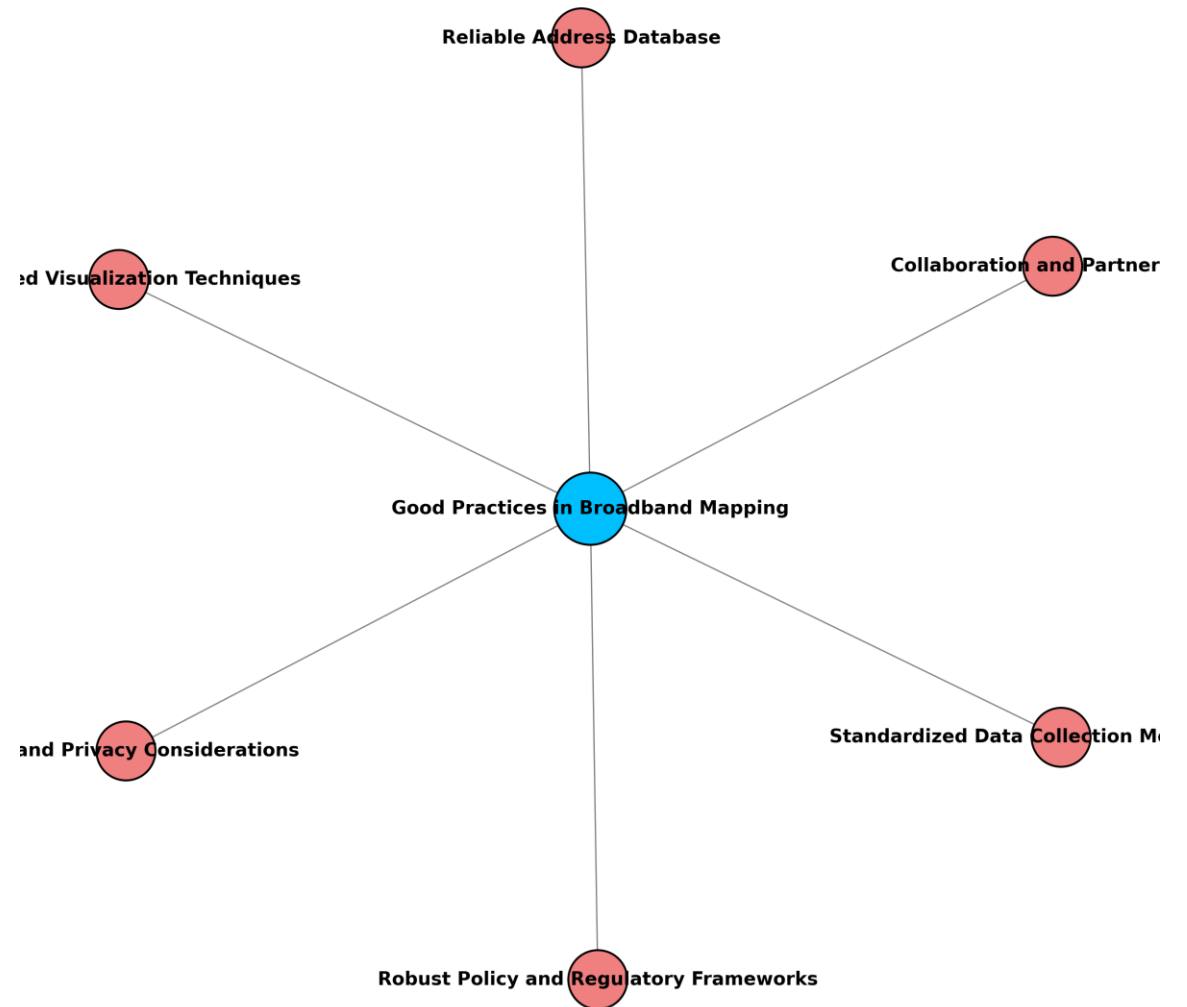 Reliable Address Database
Collaboration and Partner
ed Visualization Techniques
Good Practices in Broadband Mapping
Standardized Data Collection M
and Privacy Considerations
Robust Policy and Regulatory Frameworks